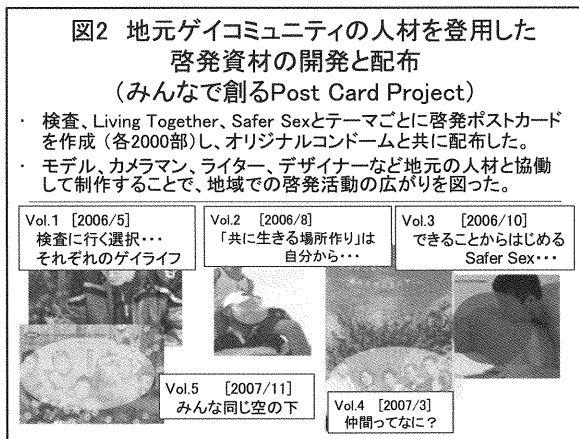 図2 地元ゲイコミュニティの人材を登用した
啓発資材の開発と配布
(みんなで創るPost Card Project)
・ 検査、Living Together、Safer Sexとテーマごとに啓発ポストカード
を作成 (各2000部)し、オリジナルコンドームと共に配布した。
・ モデル、カメラマン、ライター、デザイナーなど地元の人材と協働
して制作することで、地域での啓発活動の広がりを図った。
Vol.1 [2006/5]
検査に行く選択・・・
それぞれのゲイライフ
Vol.2 [2006/8]
「共に生きる場所作り」は
自分から・・・
Vol.3 [2006/10]
できることからはじめる
Safer Sex・・・
Vol.5 [2007/11]
みんな同じ空の下
Vol.4 [2007/3]
仲間ってなに？